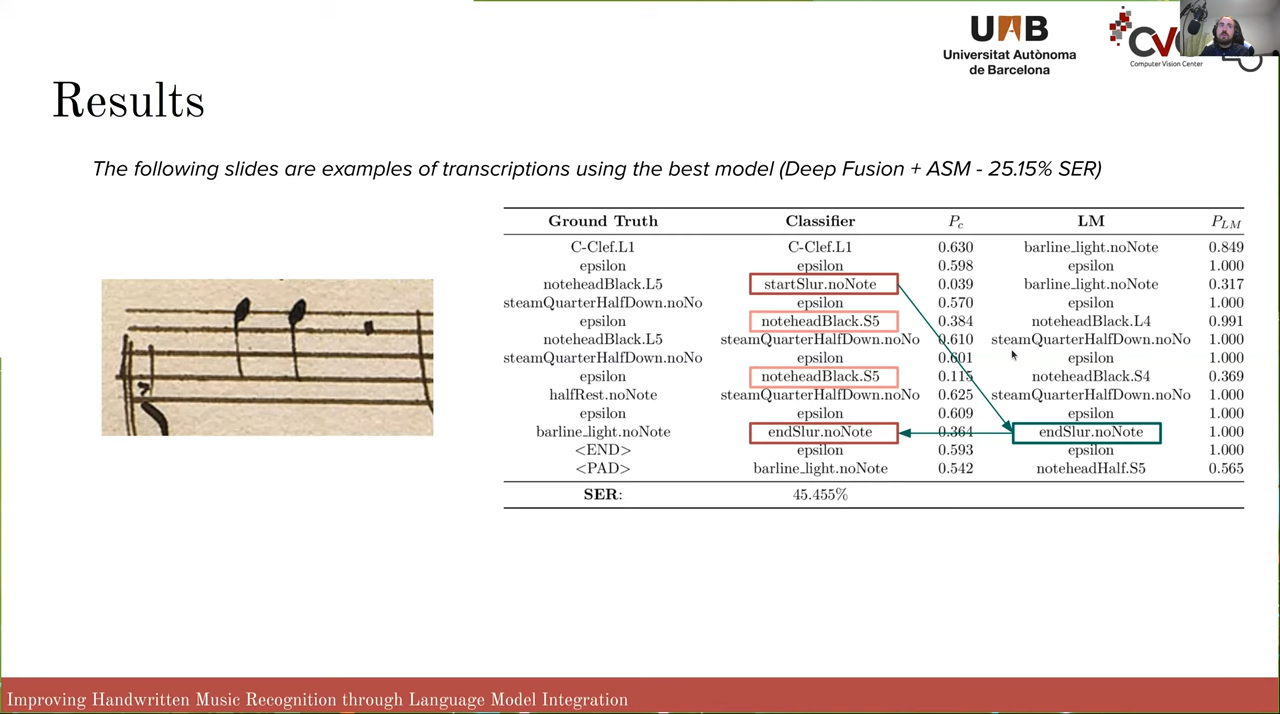 UAB
Universitat Autònoma
de Barcelona
CVC
Computer Vision Center
Results
The following slides are examples of transcriptions using the best model (Deep Fusion + ASM - 25.15% SER)
Ground Truth Classifier P_c LM P_LM
C-Clef.L1 C-Clef.L1 0.630 barline_light.noNote 0.849
epsilon epsilon 0.598 epsilon 1.000
noteheadBlack.L5 startSlur.noNote 0.039 barline_light.noNote 0.317
steamQuarterHalfDown.noNo epsilon 0.570 epsilon 1.000
epsilon noteheadBlack.S5 0.384 noteheadBlack.L4 0.991
noteheadBlack.L5 steamQuarterHalfDown.noNo 0.610 steamQuarterHalfDown.noNo 1.000
steamQuarterHalfDown.noNo epsilon 0.601 epsilon 1.000
epsilon noteheadBlack.S5 0.115 noteheadBlack.S4 0.369
halfRest.noNote steamQuarterHalfDown.noNo 0.625 steamQuarterHalfDown.noNo 1.000
epsilon epsilon 0.609 epsilon 1.000
barline_light.noNote endSlur.noNote 0.364 endSlur.noNote 1.000
<END> epsilon 0.593 epsilon 1.000
<PAD> barline_light.noNote 0.542 noteheadHalf.S5 0.565
SER: 45.455%
Improving Handwritten Music Recognition through Language Model Integration